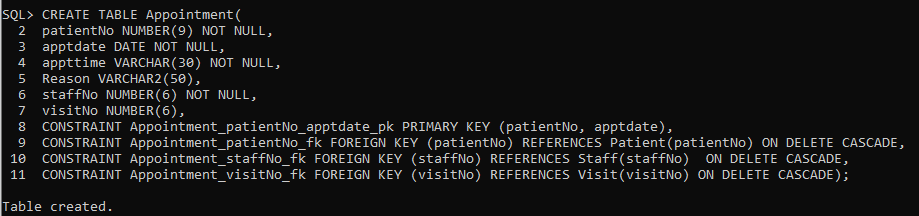 SQL> CREATE TABLE Appointment(
  2  patientNo NUMBER(9) NOT NULL,
  3  apptdate DATE NOT NULL,
  4  appttime VARCHAR(30) NOT NULL,
  5  Reason VARCHAR2(50),
  6  staffNo NUMBER(6) NOT NULL,
  7  visitNo NUMBER(6),
  8  CONSTRAINT Appointment_patientNo_apptdate_pk PRIMARY KEY (patientNo, apptdate),
  9  CONSTRAINT Appointment_patientNo_fk FOREIGN KEY (patientNo) REFERENCES Patient(patientNo) ON DELETE CASCADE,
 10  CONSTRAINT Appointment_staffNo_fk FOREIGN KEY (staffNo) REFERENCES Staff(staffNo)  ON DELETE CASCADE,
 11  CONSTRAINT Appointment_visitNo_fk FOREIGN KEY (visitNo) REFERENCES Visit(visitNo) ON DELETE CASCADE);
Table created.